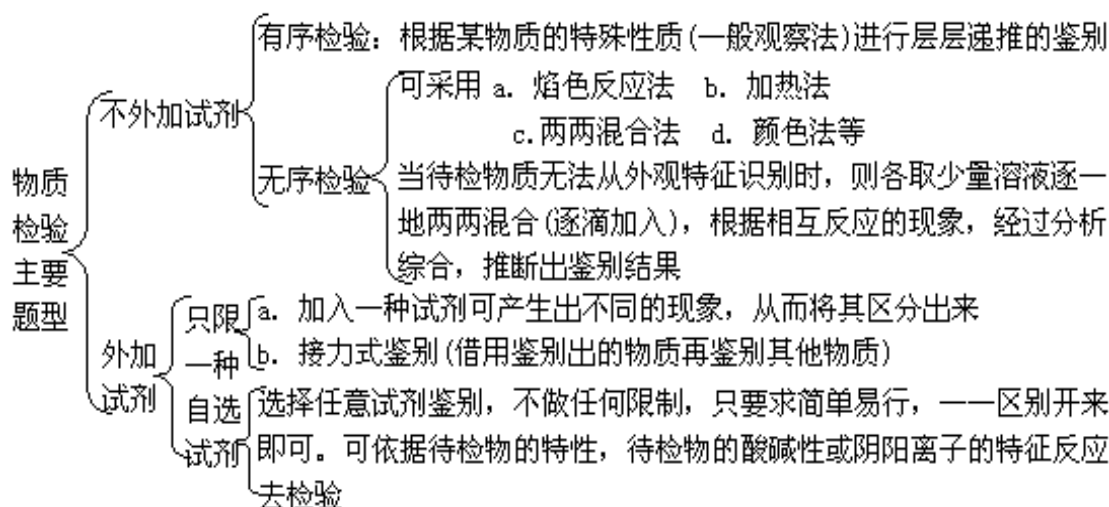 有序检验：根据某物质的特殊性质(一般观察法)进行层层递推的鉴别
不外加试剂
可采用 a. 焰色反应法 b. 加热法
c.两两混合法 d. 颜色法等
无序检验
当待检物质无法从外观特征识别时，则各取少量溶液逐一
地两两混合(逐滴加入)，根据相互反应的现象，经过分析
综合，推断出鉴别结果
物质
检验
主要
题型
外加
试剂
只限
一种
a. 加入一种试剂可产生出不同的现象，从而将其区分出来
b. 接力式鉴别(借用鉴别出的物质再鉴别其他物质)
自选
试剂
选择任意试剂鉴别，不做任何限制，只要求简单易行，一一区别开来
即可。可依据待检物的特性，待检物的酸碱性或阴阳离子的特征反应
去检验